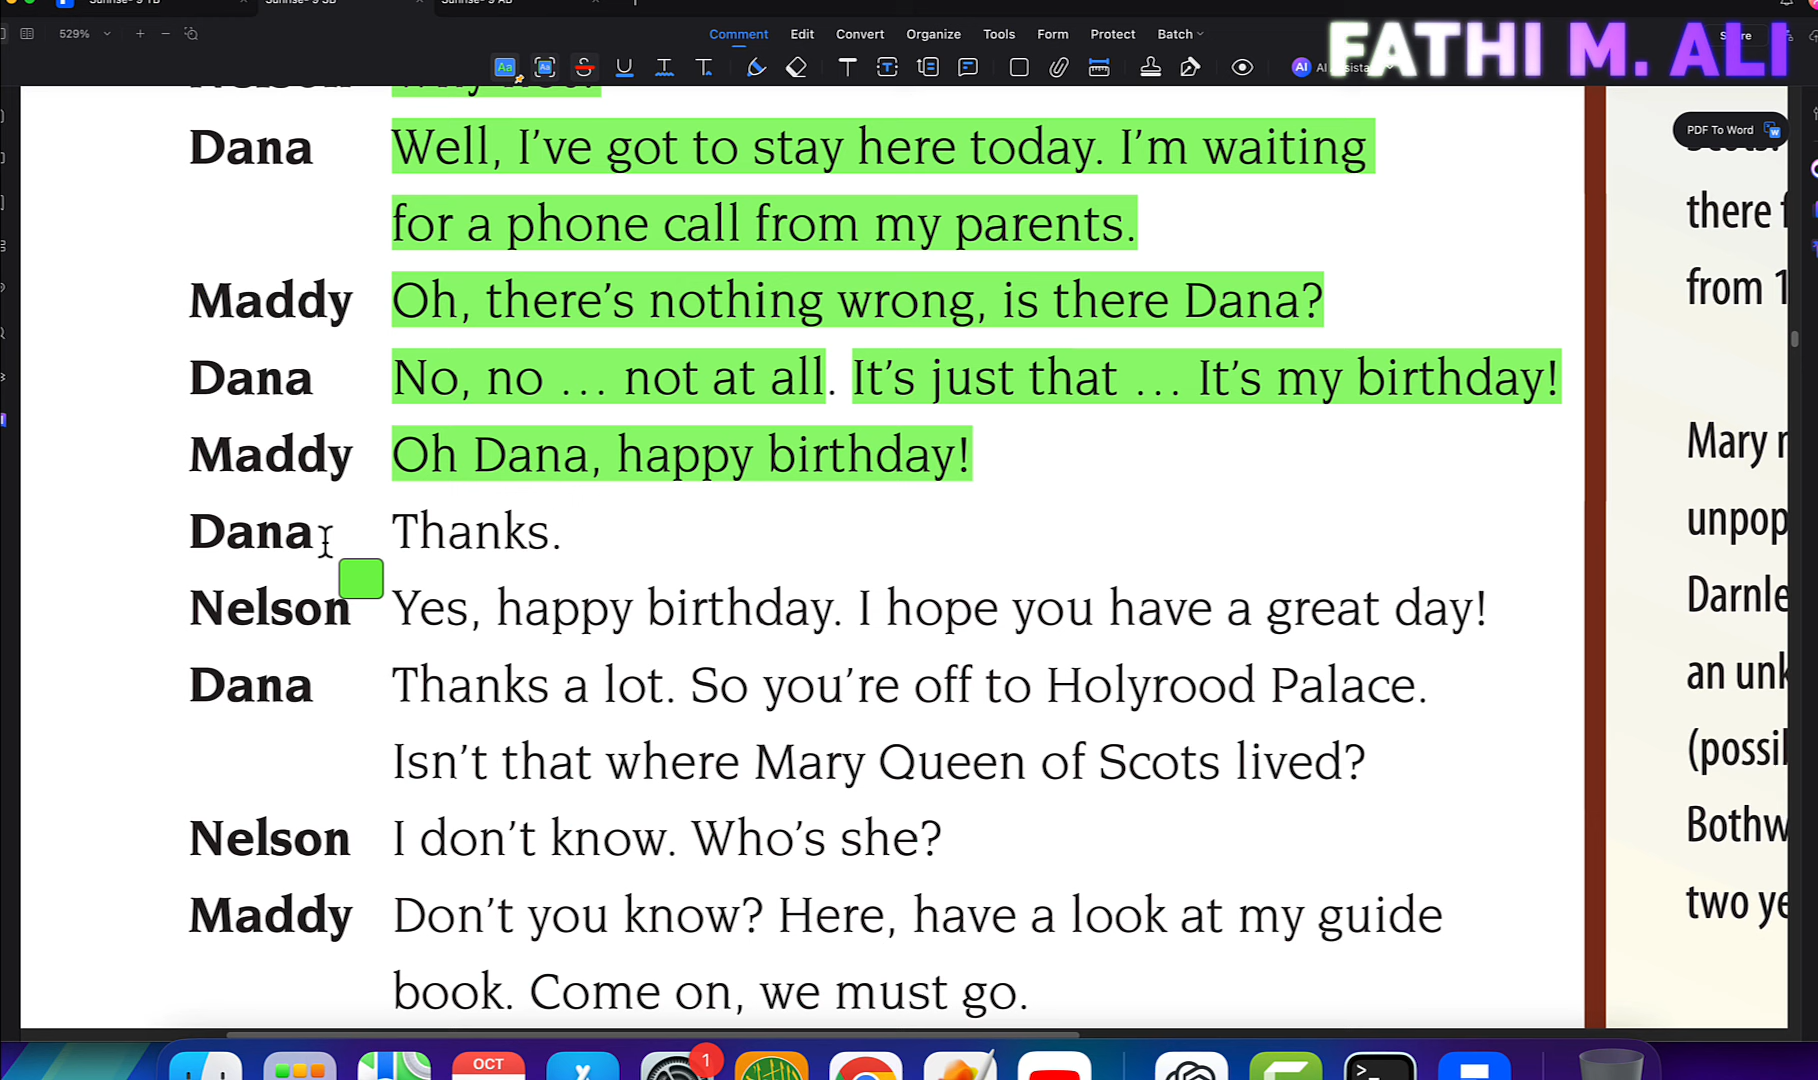 529%
Comment Edit Convert Organize Tools Form Protect Batch
FATHI M. ALI
PDF To Word
Dana Well, I've got to stay here today. I'm waiting
for a phone call from my parents.
Maddy Oh, there's nothing wrong, is there Dana?
Dana No, no … not at all. It's just that … It's my birthday!
Maddy Oh Dana, happy birthday!
Dana Thanks.
Nelson Yes, happy birthday. I hope you have a great day!
Dana Thanks a lot. So you're off to Holyrood Palace.
Isn't that where Mary Queen of Scots lived?
Nelson I don't know. Who's she?
Maddy Don't you know? Here, have a look at my guide
book. Come on, we must go.
there
from 1
Mary
unpop
Darnle
an unk
(possil
Bothw
two ye
OCT
1